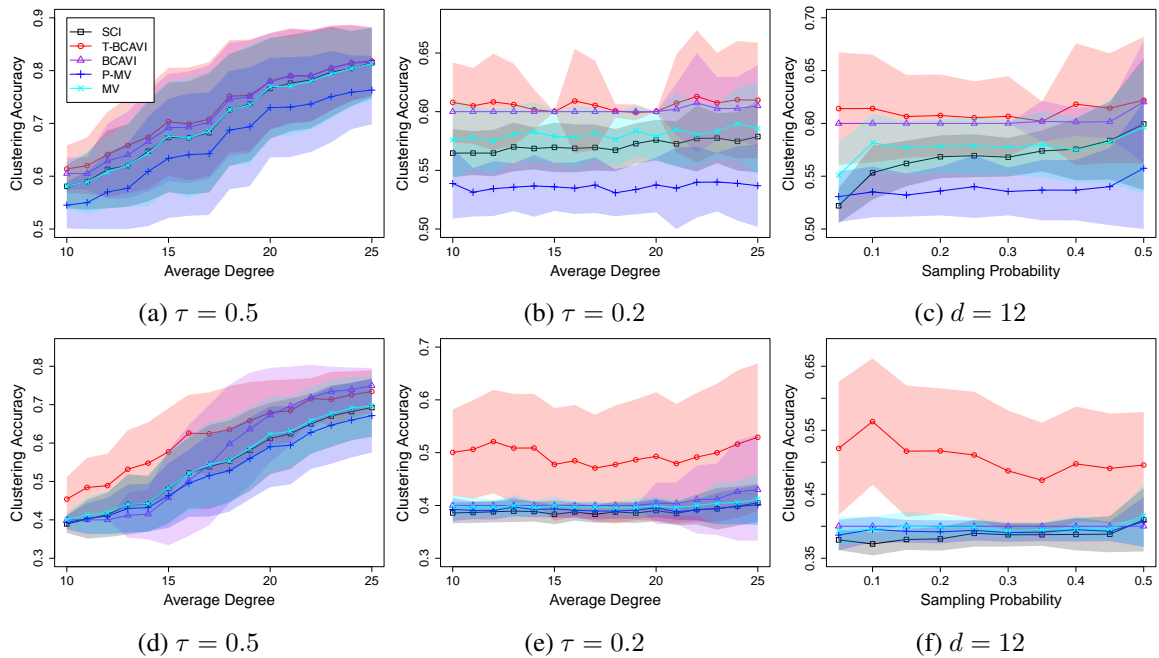 Clustering Accuracy
0.5 0.6 0.7 0.8 0.9
SCI
T-BCAVI
BCAVI
P-MV
MV
10 15 20 25
Average Degree
(a) τ = 0.5
Clustering Accuracy
0.50 0.55 0.60 0.65
10 15 20 25
Average Degree
(b) τ = 0.2
Clustering Accuracy
0.50 0.55 0.60 0.65 0.70
0.1 0.2 0.3 0.4 0.5
Sampling Probability
(c) d = 12
Clustering Accuracy
0.3 0.4 0.5 0.6 0.7 0.8
10 15 20 25
Average Degree
(d) τ = 0.5
Clustering Accuracy
0.3 0.4 0.5 0.6 0.7
10 15 20 25
Average Degree
(e) τ = 0.2
Clustering Accuracy
0.35 0.45 0.55 0.65
0.1 0.2 0.3 0.4 0.5
Sampling Probability
(f) d = 12